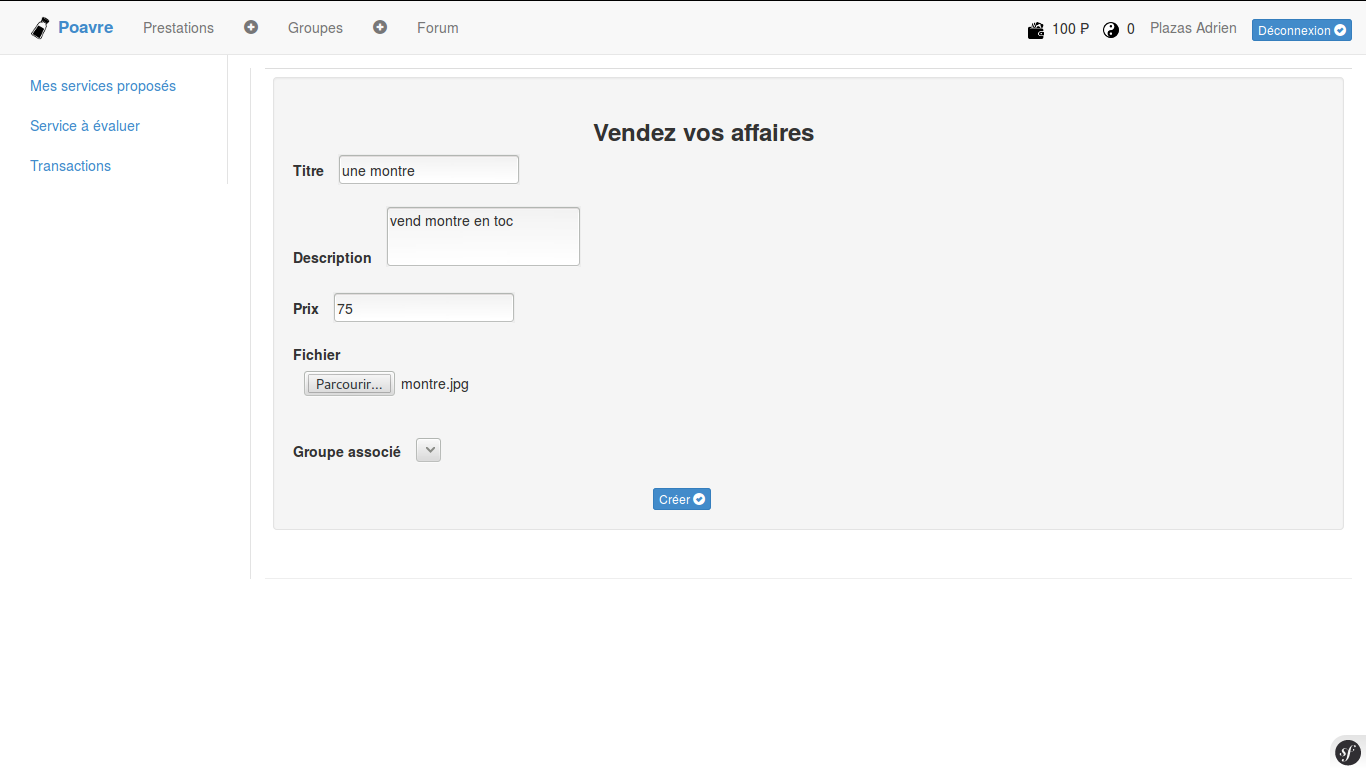 Poavre Prestations Groupes Forum 100 ₽ 0 Plazas Adrien Déconnexion
Mes services proposés
Service à évaluer
Transactions
Vendez vos affaires
Titre une montre
vend montre en toc
Description
Prix 75
Fichier
Parcourir... montre.jpg
Groupe associé
Créer
sf